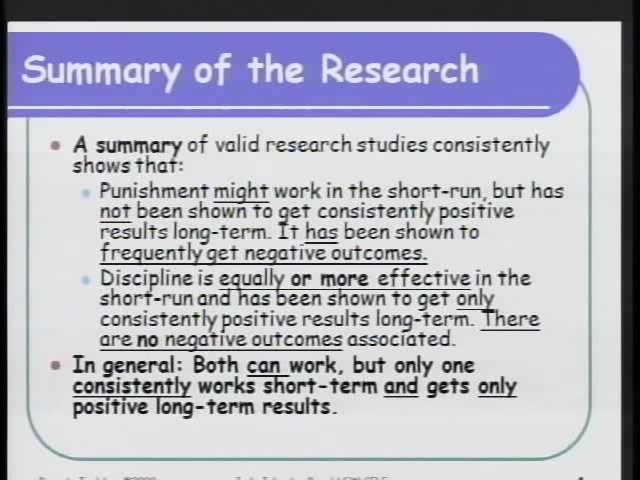 Summary of the Research
A summary of valid research studies consistently
shows that:
Punishment might work in the short-run, but has
not been shown to get consistently positive
results long-term. It has been shown to
frequently get negative outcomes.
Discipline is equally or more effective in the
short-run and has been shown to get only
consistently positive results long-term. There
are no negative outcomes associated.
In general: Both can work, but only one
consistently works short-term and gets only
positive long-term results.